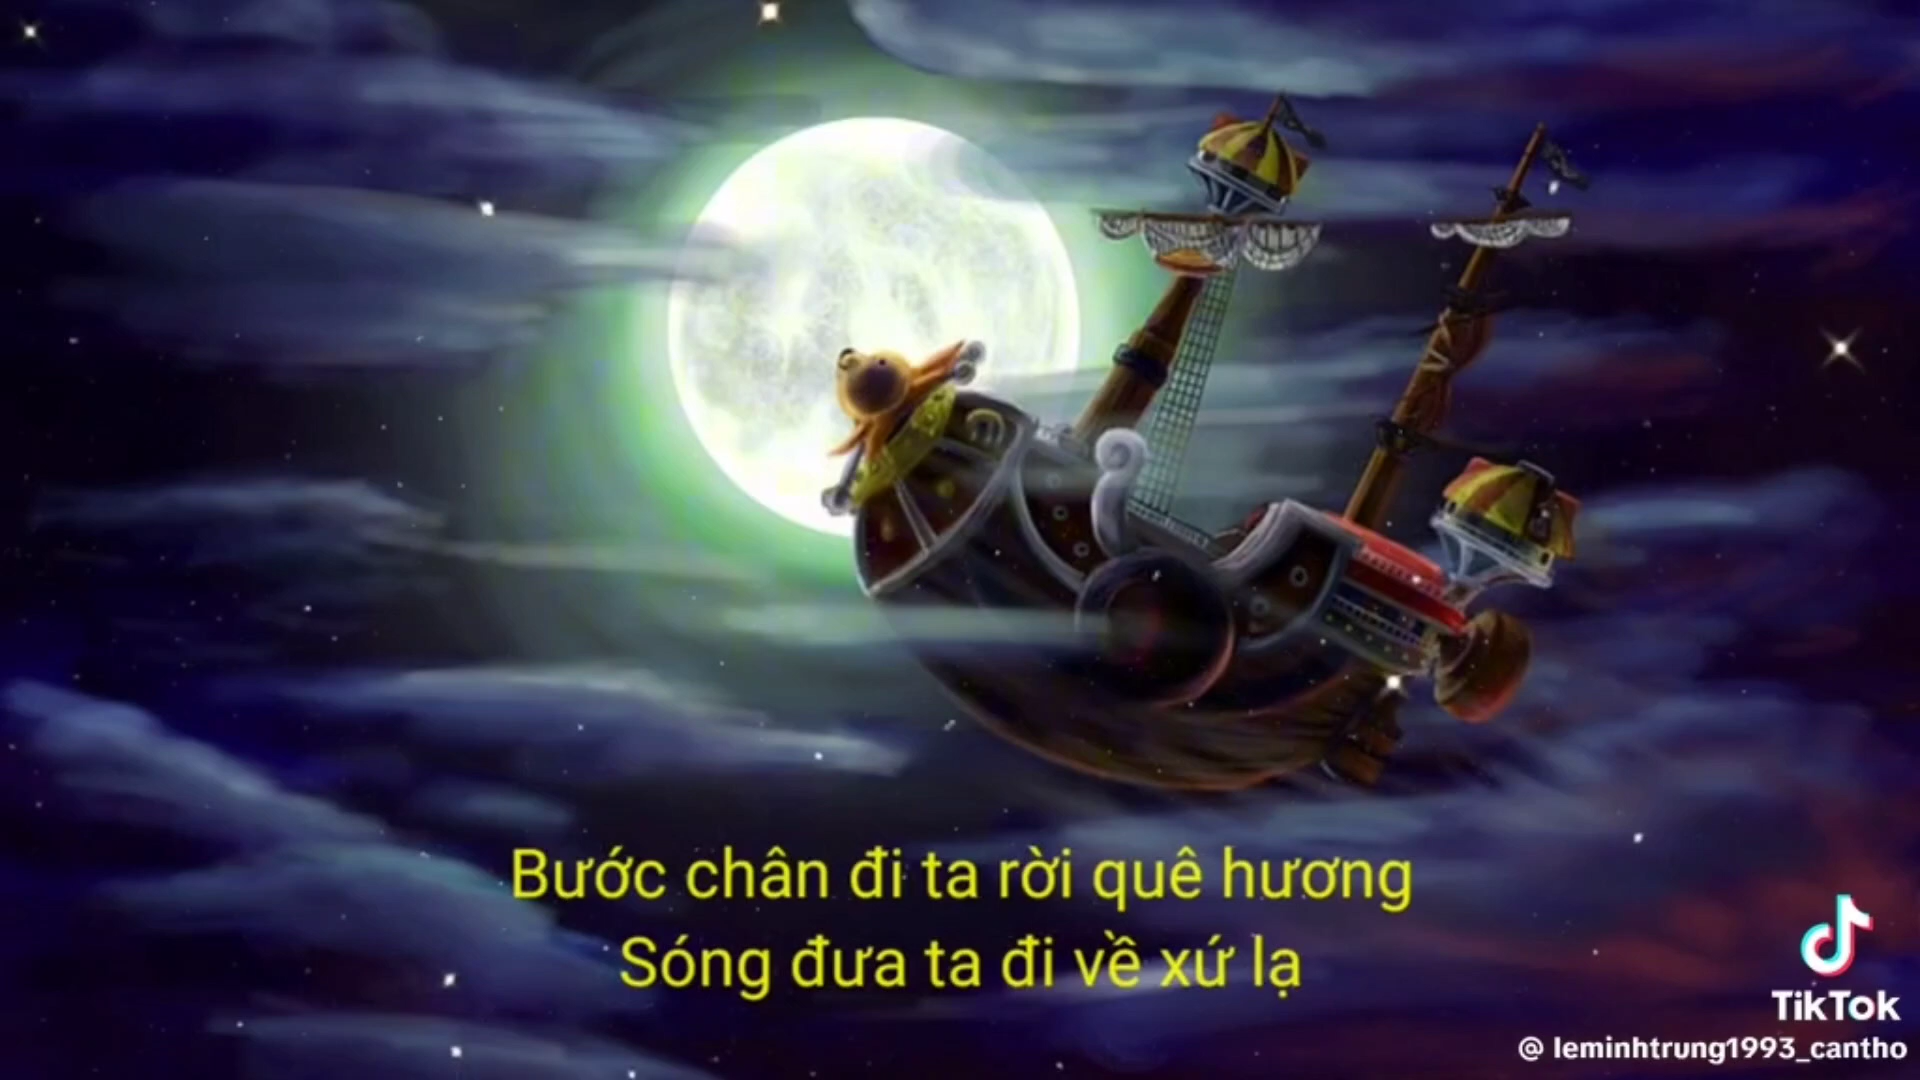 Bước chân đi ta rời quê hương
Sóng đưa ta đi về xứ lạ
TikTok
@ leminhtrung1993_cantho